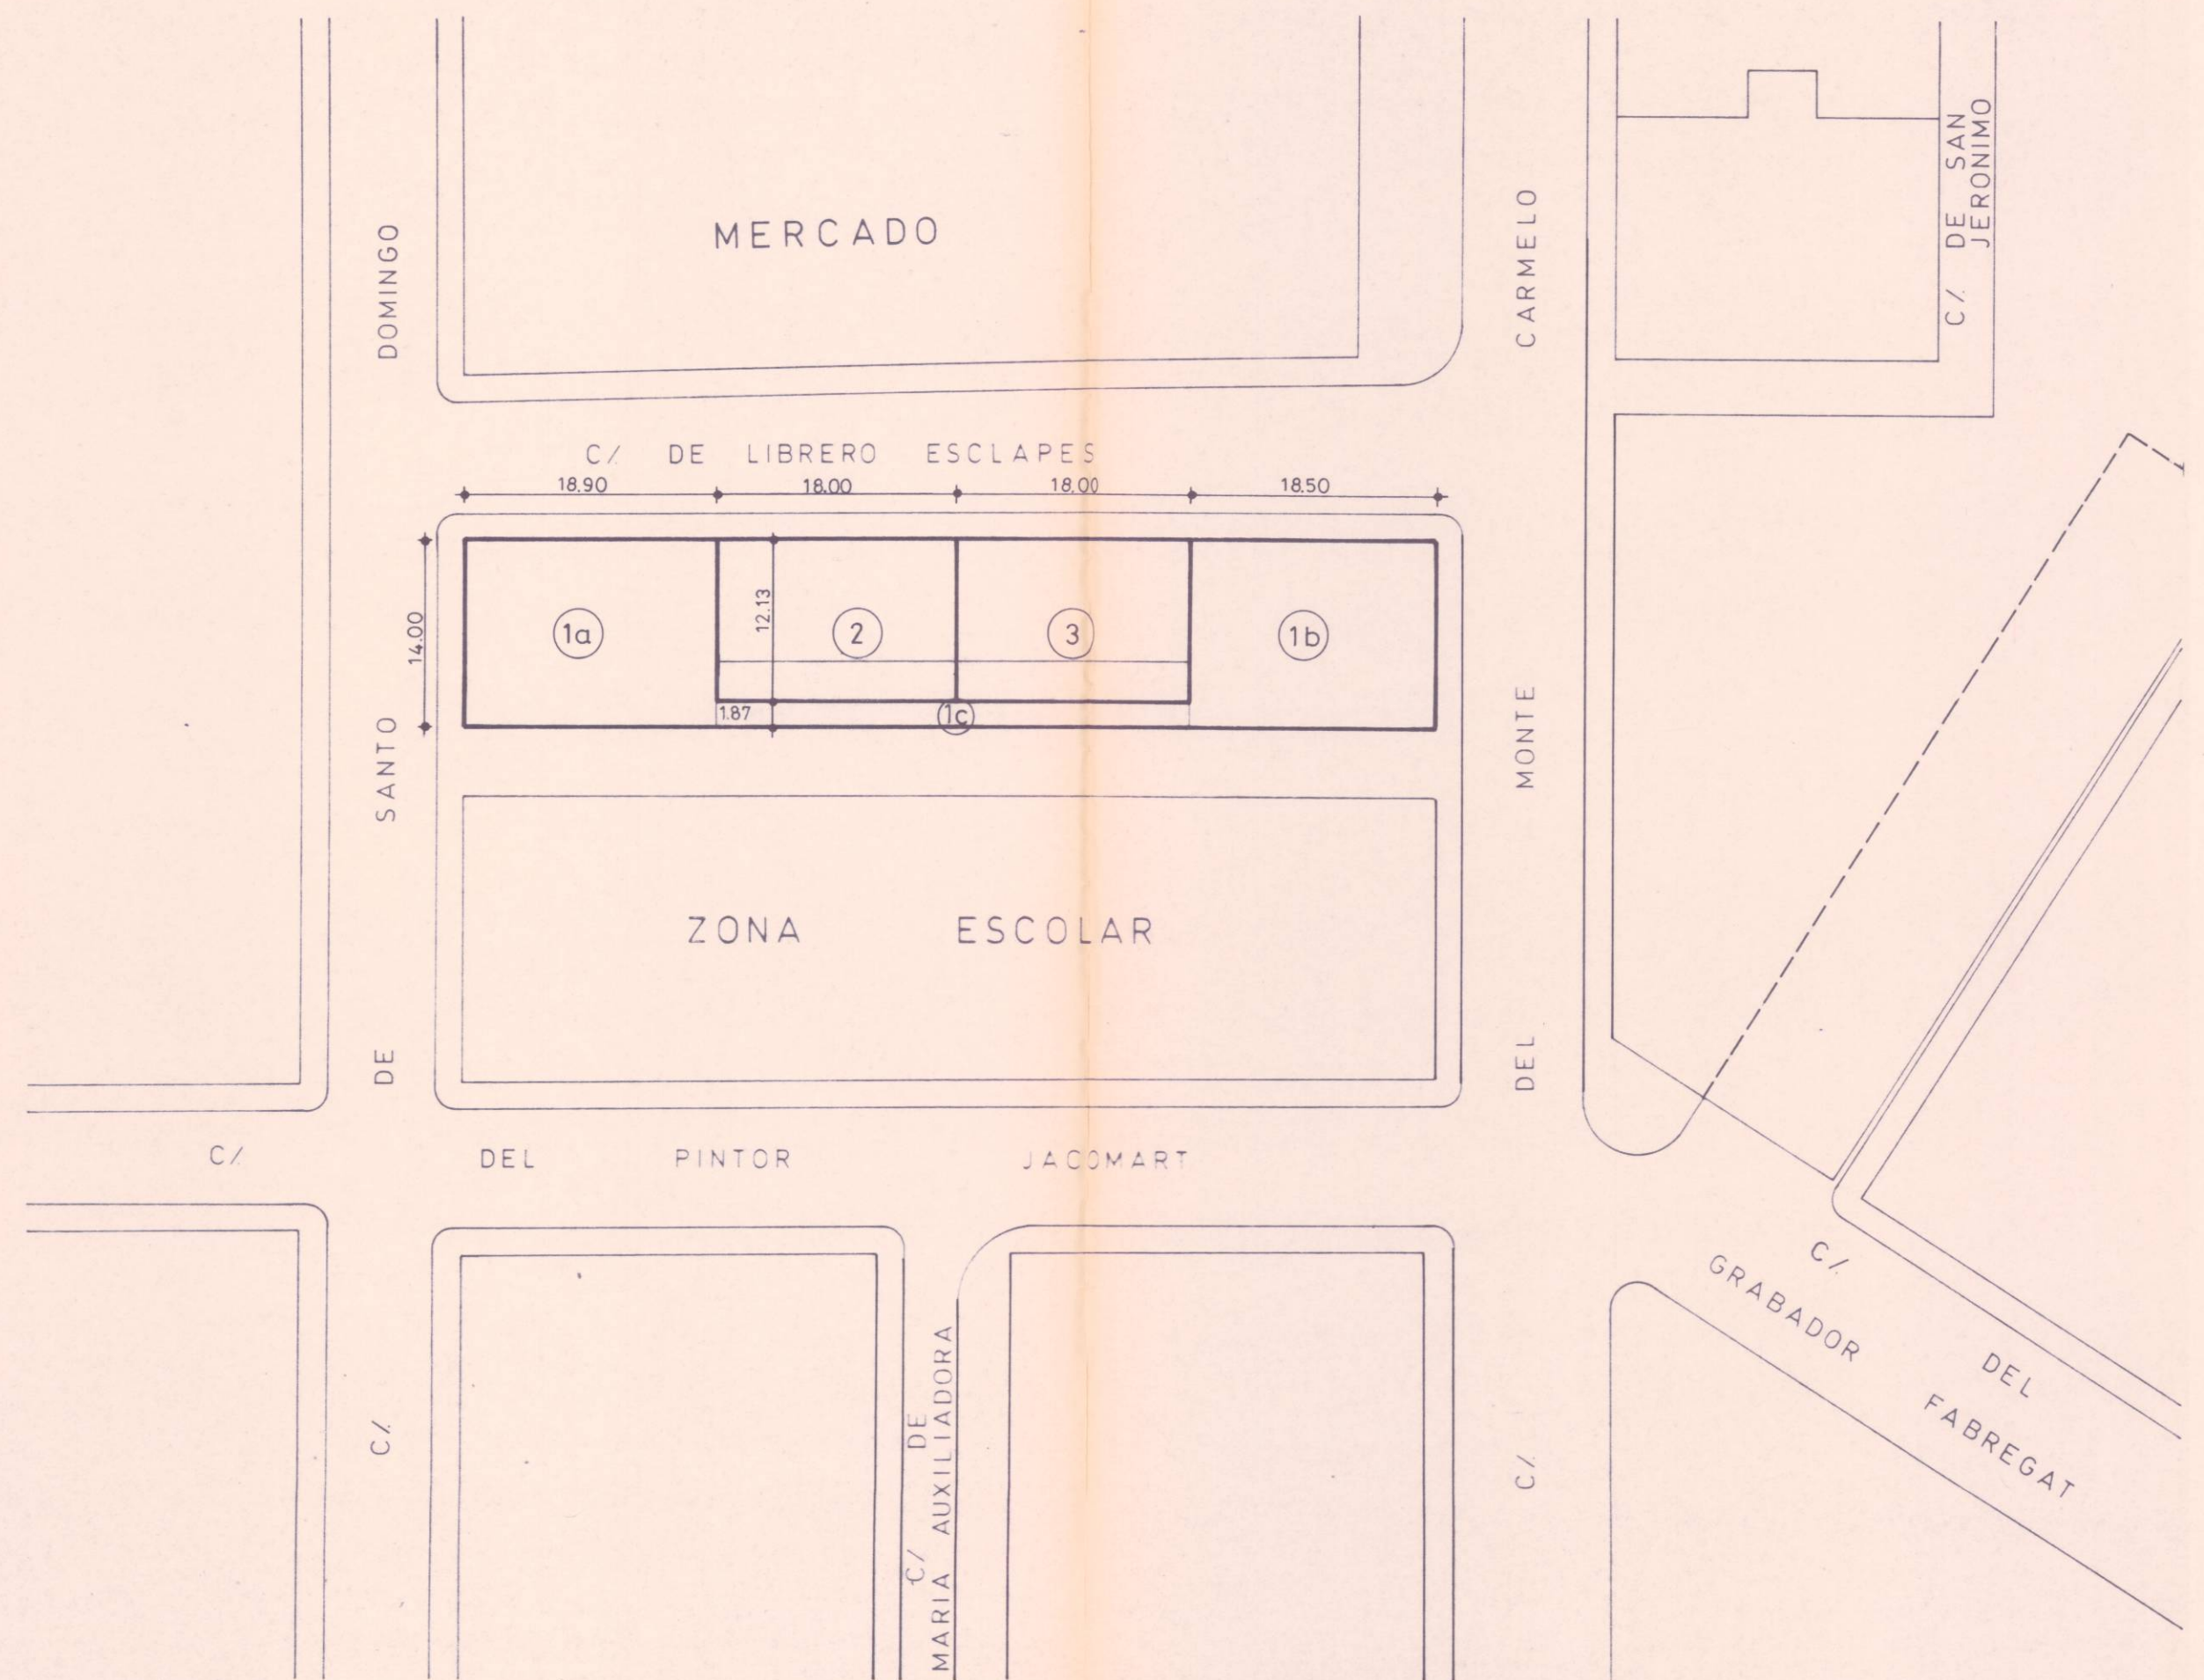 MERCADO
DOMINGO
CARMELO
C/ DE SAN
JERONIMO
C/ DE LIBRERO ESCLAPES
18.90
18.00
18.00
18.50
14.00
12.13
1a
2
3
1b
1.87
1c
SANTO
MONTE
ZONA ESCOLAR
DE
DEL
C/ DEL PINTOR JACOMART
C/
C/ DE
MARIA AUXILIADORA
C/
C/ DEL
GRABADOR FABREGAT